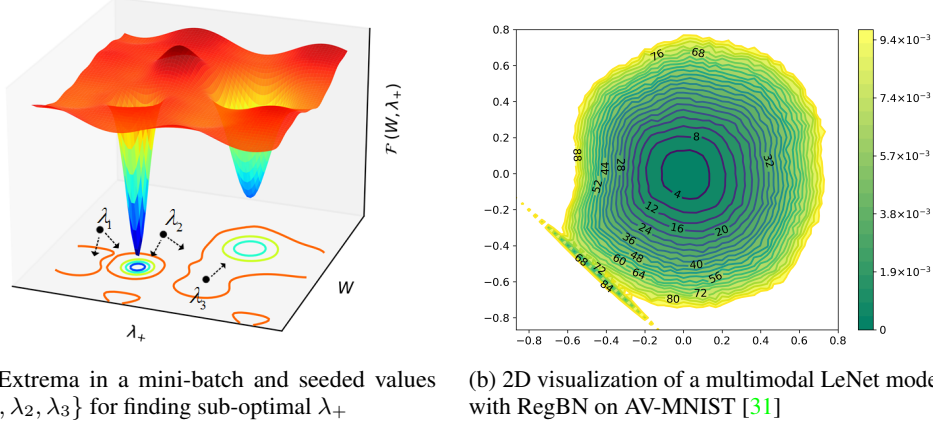 F(W, λ+)
λ1
λ2
λ3
W
λ+
Extrema in a mini-batch and seeded values
, λ2, λ3} for finding sub-optimal λ+
0.8
0.6
0.4
0.2
0.0
−0.2
−0.4
−0.6
−0.8
−0.8 −0.6 −0.4 −0.2 0.0 0.2 0.4 0.6 0.8
76 68
8
88 52 44 28 32
4
12 16 20
24
36
48 40
60 64 56
68 72 84 80 72
9.4×10⁻³
7.4×10⁻³
5.7×10⁻³
3.8×10⁻³
1.9×10⁻³
0
(b) 2D visualization of a multimodal LeNet mode
with RegBN on AV-MNIST [31]